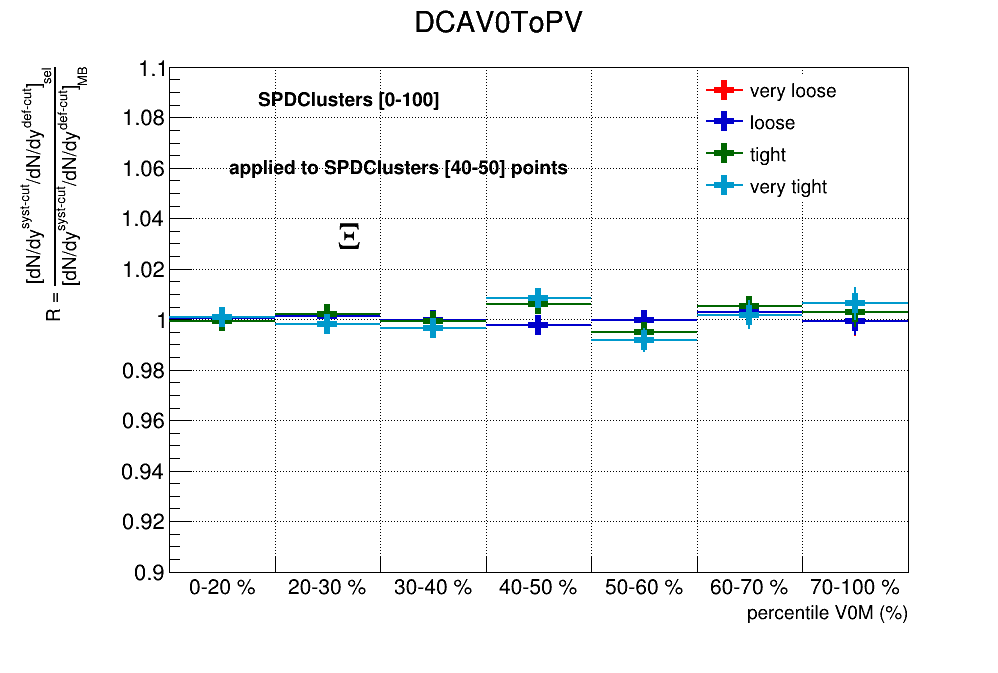 DCAV0ToPV
R = [dN/dy^syst-cut/dN/dy^def-cut]_sel
[dN/dy^syst-cut/dN/dy^def-cut]_MB
1.1
1.08
1.06
1.04
1.02
1
0.98
0.96
0.94
0.92
0.9
SPDClusters [0-100]
applied to SPDClusters [40-50] points
Ξ
very loose
loose
tight
very tight
0-20 % 20-30 % 30-40 % 40-50 % 50-60 % 60-70 % 70-100 %
percentile V0M (%)